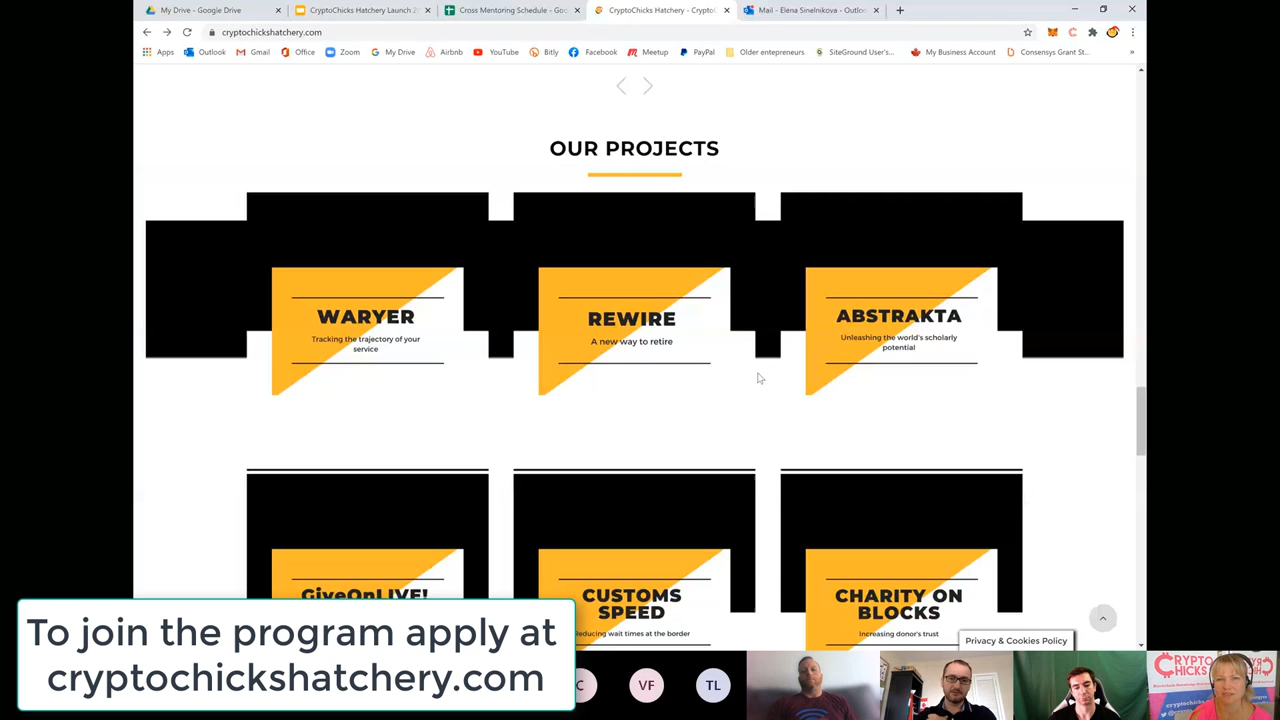 My Drive - Google Drive
CryptoChicks Hatchery Launch 2
Cross Mentoring Schedule - Goo
CryptoChicks Hatchery - CryptoC
Mail - Elena Sinelnikova - Outloo
cryptochickshatchery.com
Apps Outlook Gmail Office Zoom My Drive Airbnb YouTube Bitly Facebook Meetup PayPal Older entepreneurs SiteGround User's... My Business Account Consensys Grant St...
OUR PROJECTS
WARYER
Tracking the trajectory of your
service
REWIRE
A new way to retire
ABSTRAKTA
Unleashing the world's scholarly
potential
GiveOnLIVE!
CUSTOMS
SPEED
Reducing wait times at the border
CHARITY ON
BLOCKS
Increasing donor's trust
Privacy & Cookies Policy
To join the program apply at
cryptochickshatchery.com
C
VF
TL
CRYPTO
CHICKS